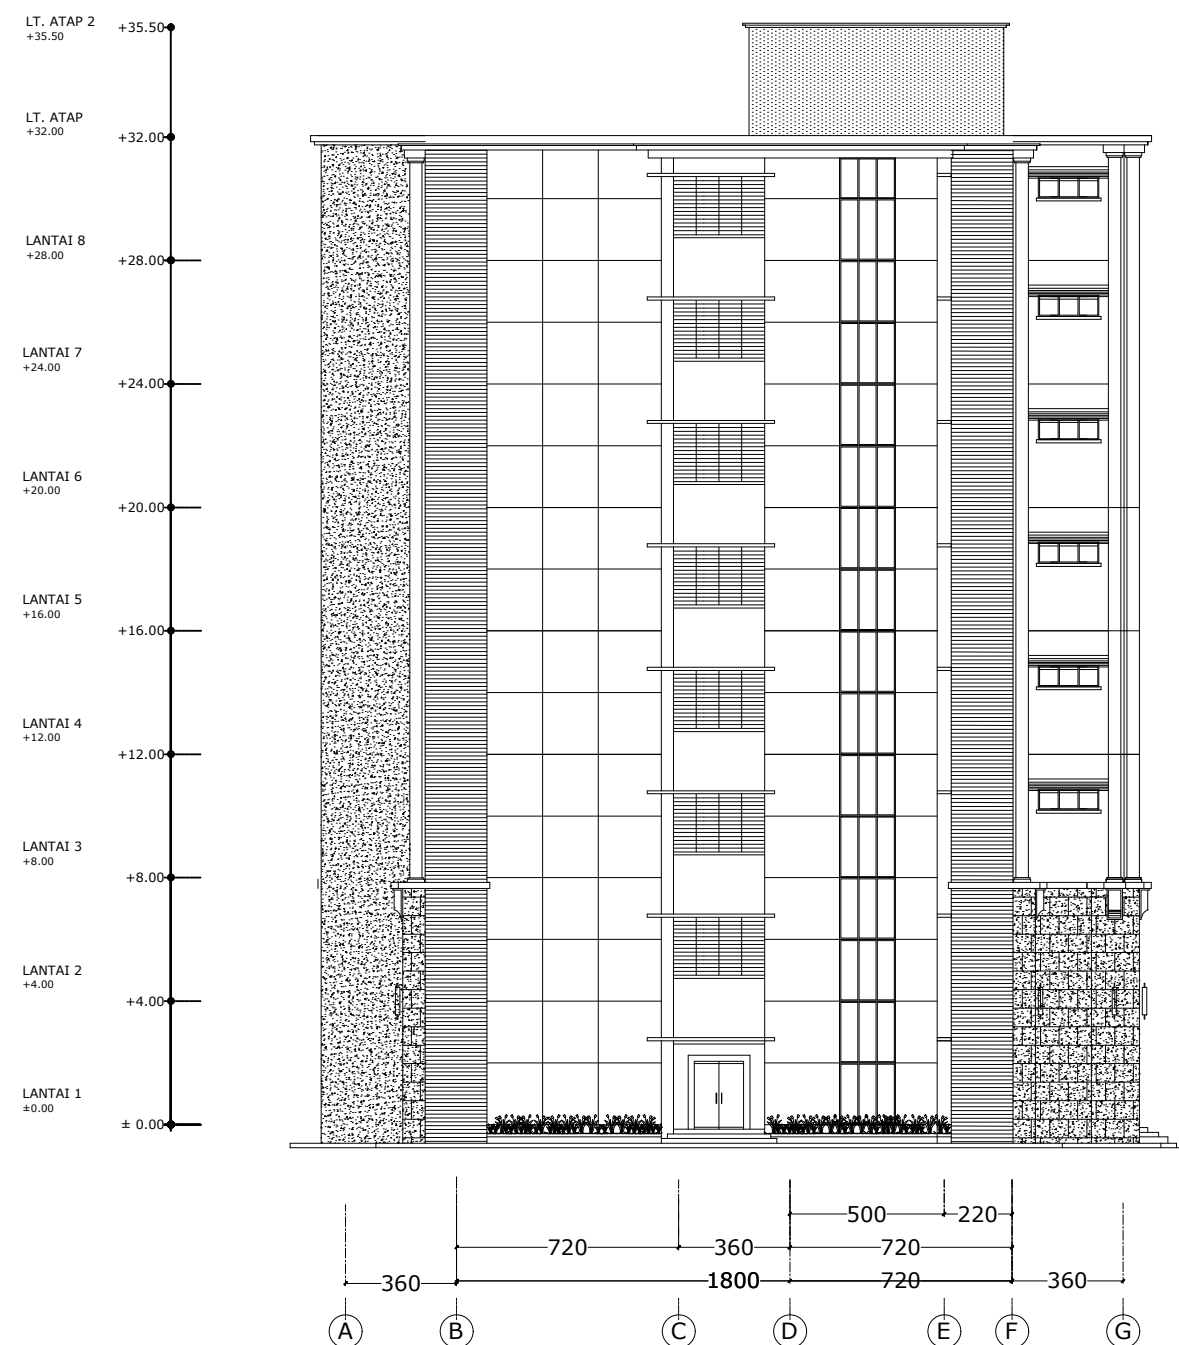 LT. ATAP 2
+35.50
+35.50
LT. ATAP
+32.00
+32.00
LANTAI 8
+28.00
+28.00
LANTAI 7
+24.00
+24.00
LANTAI 6
+20.00
+20.00
LANTAI 5
+16.00
+16.00
LANTAI 4
+12.00
+12.00
LANTAI 3
+8.00
+8.00
LANTAI 2
+4.00
+4.00
LANTAI 1
±0.00
± 0.00
500 220
720 360 720
360 1800 720 360
A B C D E F G